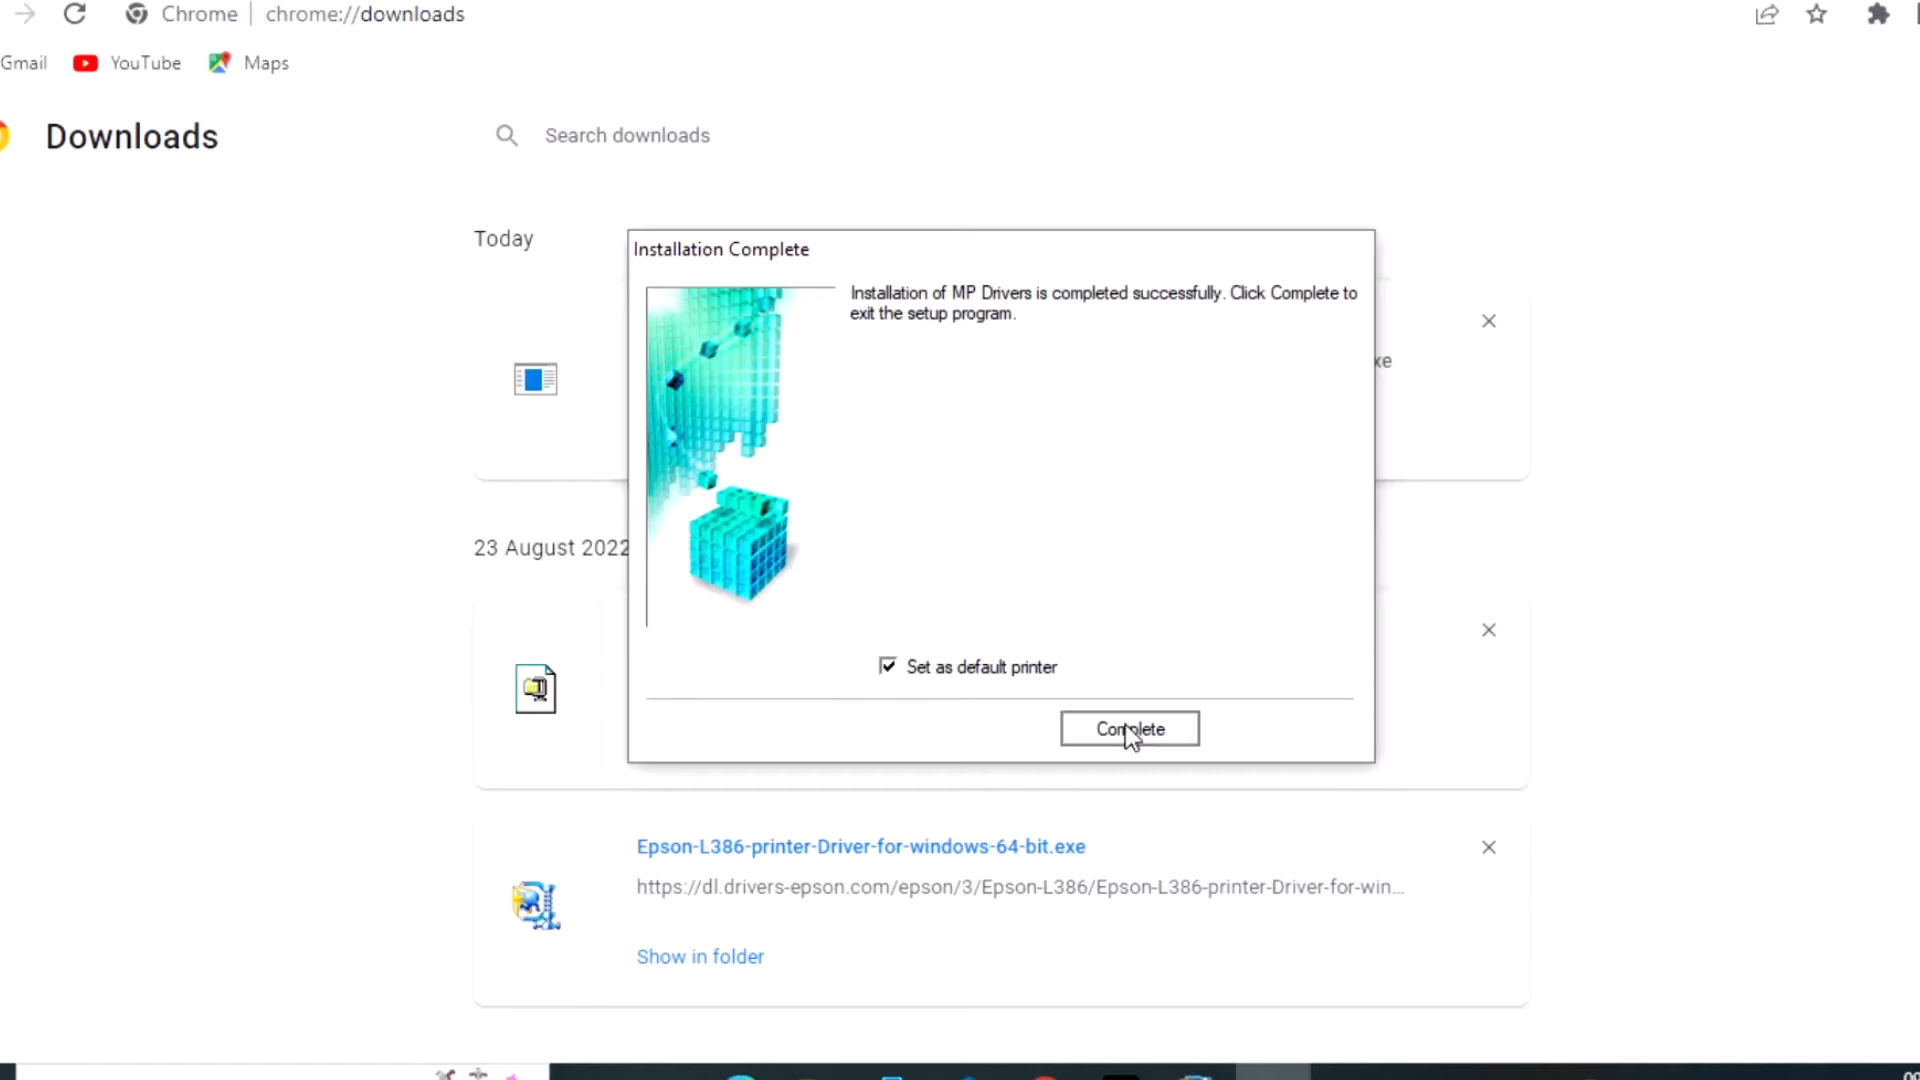 Chrome | chrome://downloads
Gmail YouTube Maps
Downloads
Search downloads
Today
Installation Complete
Installation of MP Drivers is completed successfully. Click Complete to
exit the setup program.
xe
23 August 2022
Set as default printer
Complete
Epson-L386-printer-Driver-for-windows-64-bit.exe
https://dl.drivers-epson.com/epson/3/Epson-L386/Epson-L386-printer-Driver-for-win...
Show in folder